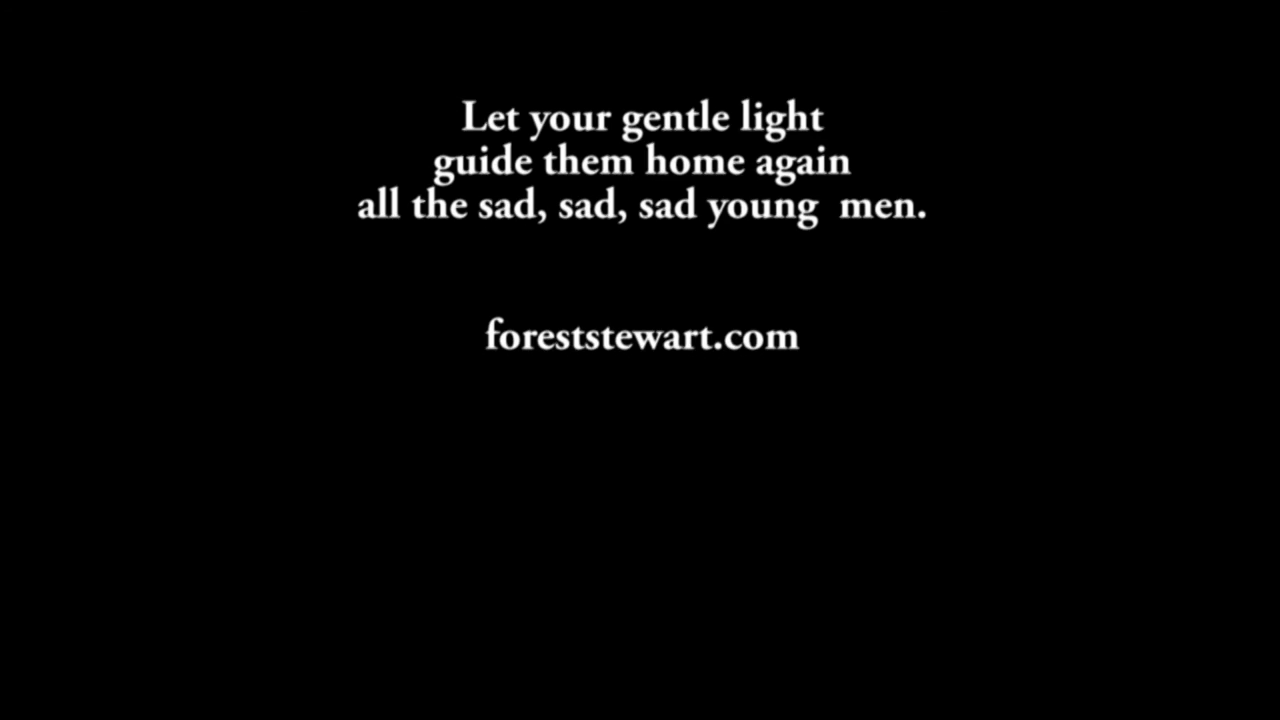 Let your gentle light
guide them home again
all the sad, sad, sad young  men.
foreststewart.com